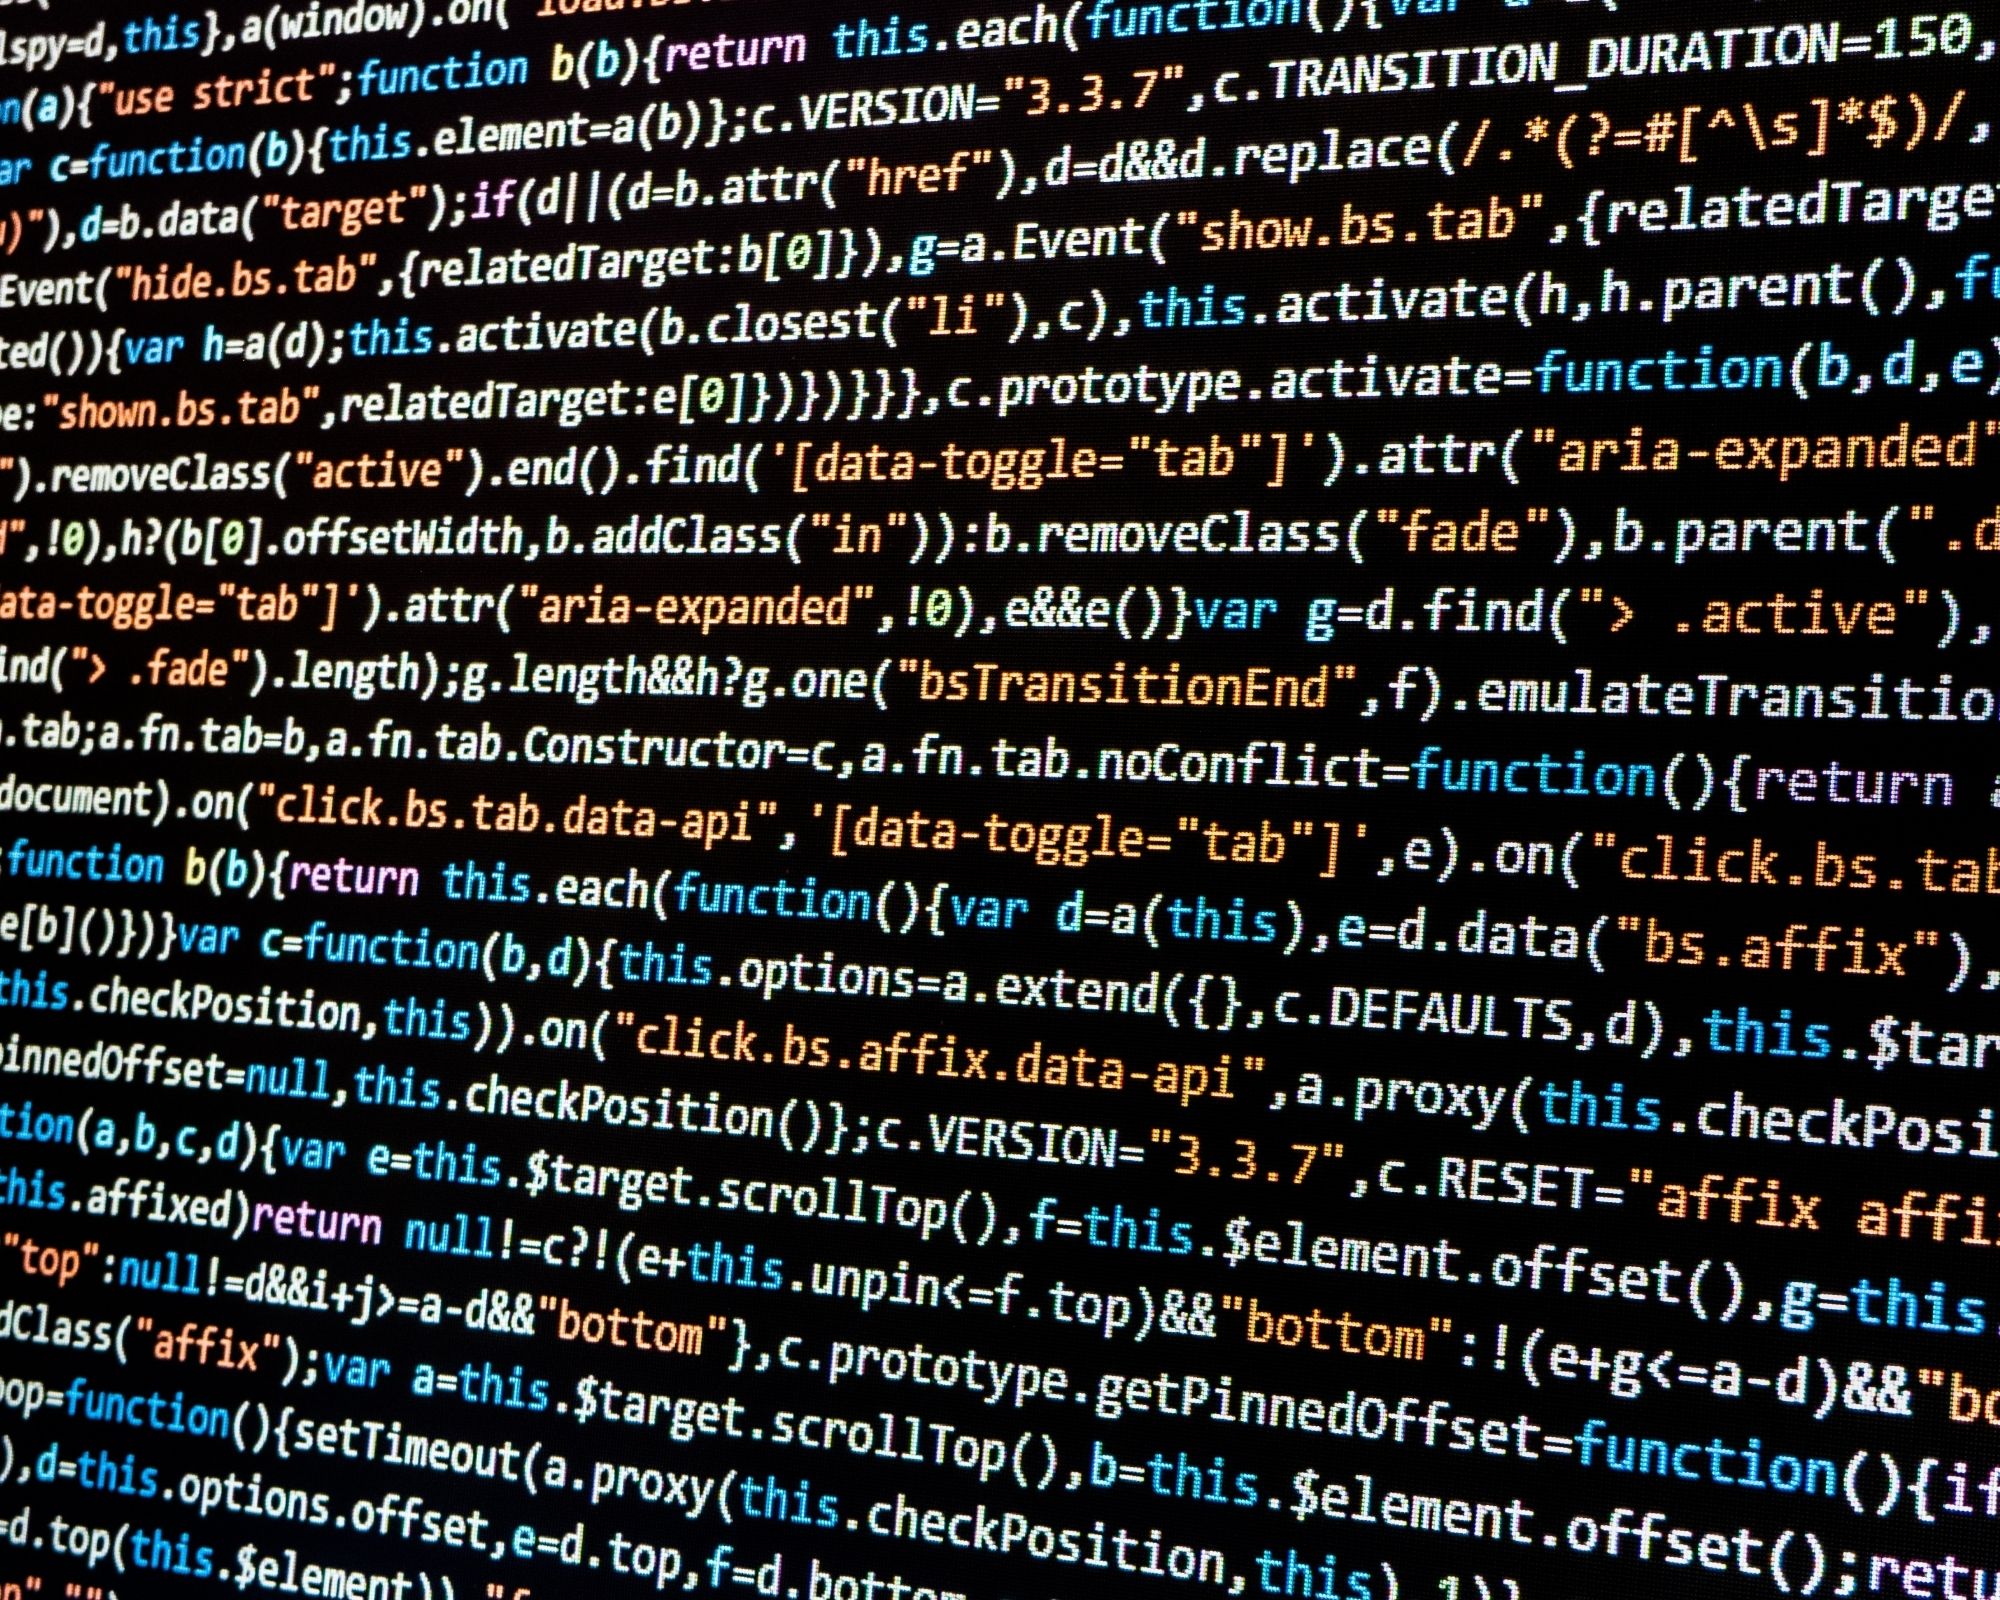 lspy=d,this},a(window).on(
n(a){"use strict";function b(b){return this.each(function(){var
ar c=function(b){this.element=a(b)};c.VERSION="3.3.7",c.TRANSITION_DURATION=150,
)"),d=b.data("target");if(d||(d=b.attr("href"),d=d&&d.replace(/.*(?=#[^\s]*$)/,
Event("hide.bs.tab",{relatedTarget:b[0]}),g=a.Event("show.bs.tab",{relatedTarge
ted()){var h=a(d);this.activate(b.closest("li"),c),this.activate(h,h.parent(),fu
e:"shown.bs.tab",relatedTarget:e[0]})})}}},c.prototype.activate=function(b,d,e)
").removeClass("active").end().find('[data-toggle="tab"]').attr("aria-expanded"
",!0),h?(b[0].offsetWidth,b.addClass("in")):b.removeClass("fade"),b.parent(".d
ata-toggle="tab"]').attr("aria-expanded",!0),e&&e()}var g=d.find("> .active"),
ind("> .fade").length);g.length&&h?g.one("bsTransitionEnd",f).emulateTransitio
.tab;a.fn.tab=b,a.fn.tab.Constructor=c,a.fn.tab.noConflict=function(){return
document).on("click.bs.tab.data-api",'[data-toggle="tab"]',e).on("click.bs.tab
;function b(b){return this.each(function(){var d=a(this),e=d.data("bs.affix"),
e[b]()})}var c=function(b,d){this.options=a.extend({},c.DEFAULTS,d),this.$tar
this.checkPosition,this)).on("click.bs.affix.data-api",a.proxy(this.checkPosi
innedOffset=null,this.checkPosition()};c.VERSION="3.3.7",c.RESET="affix affi
tion(a,b,c,d){var e=this.$target.scrollTop(),f=this.$element.offset(),g=this.
this.affixed)return null!=c?!(e+this.unpin<=f.top)&&"bottom":!(e+g<=a-d)&&"bo
"top":null!=d&&i+j>=a-d&&"bottom"},c.prototype.getPinnedOffset=function(){if
dClass("affix");var a=this.$target.scrollTop(),b=this.$element.offset();retu
oop=function(){setTimeout(a.proxy(this.checkPosition,this),1)}
),d=this.options.offset,e=d.top,f=d.bottom
=d.top(this.$element))